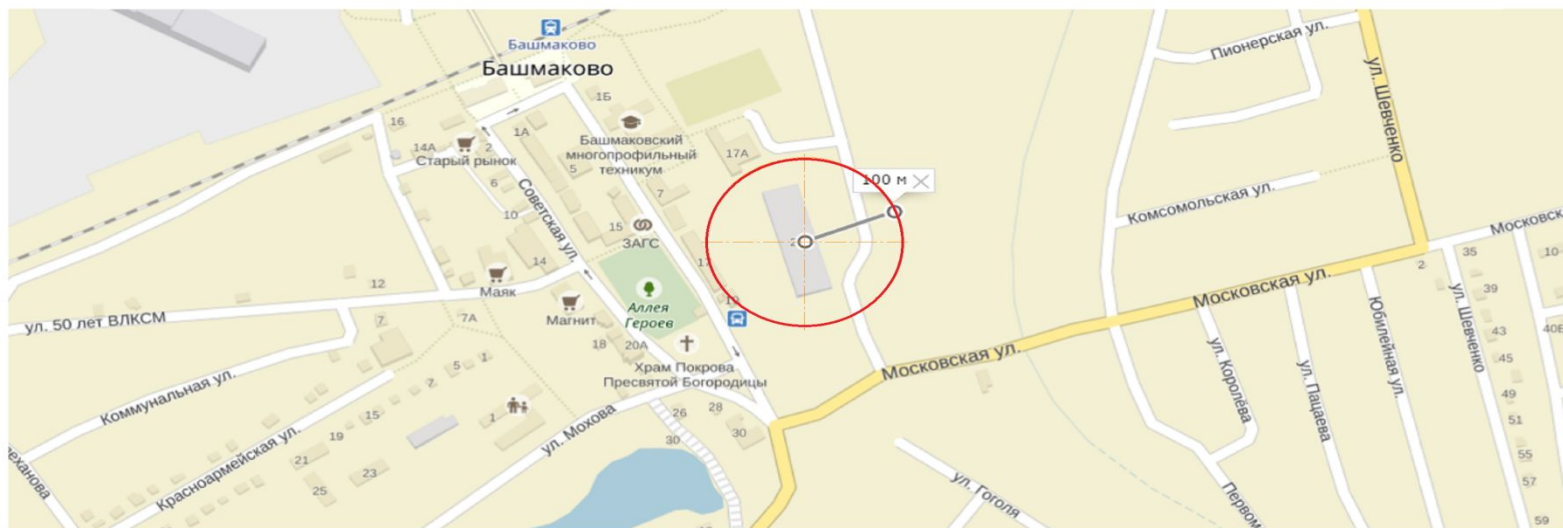 Башмаково
Башмаково
Пионерская ул.
ул. Шевченко
1Б
16
1А
Башмаковский
многопрофильный
техникум
14А
2
Старый рынок
17А
5
100 м
6
7
Советская ул.
10
15
ЗАГС
Комсомольская ул.
Московск
14
Маяк
12
Аллея
Героев
19
2
35
10
Московская ул.
39
ул. 50 лет ВЛКСМ
7
7А
Магнит
18
20А
Храм Покрова
Пресвятой Богородицы
Московская ул.
ул. Королёва
ул. Пацаева
Юбилейная ул.
ул. Шевченко
43
40Б
45
49
51
Коммунальная ул.
5
1
7
15
1
26
28
30
30
ул. Мохова
19
21
23
25
Красноармейская ул.
еханова
ул. Гоголя
Первом
55
57
59